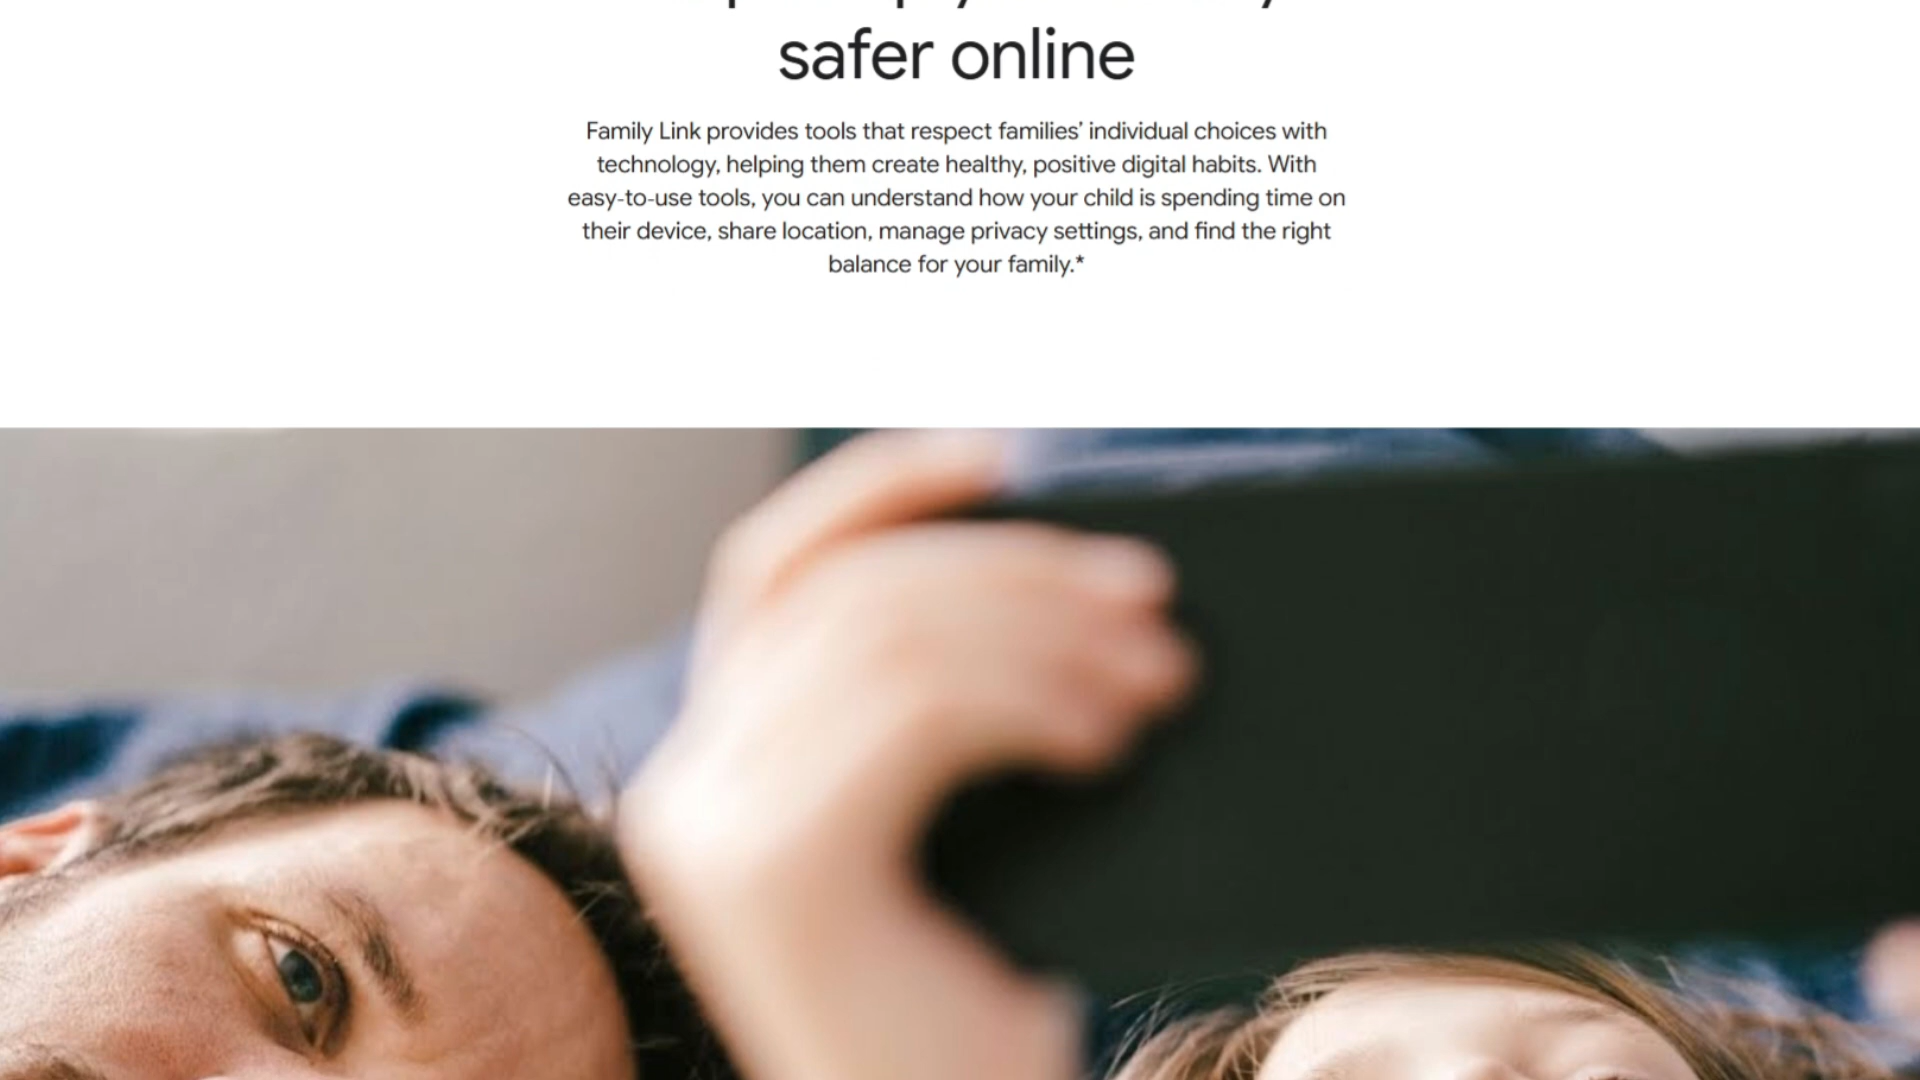 safer online
Family Link provides tools that respect families’ individual choices with
technology, helping them create healthy, positive digital habits. With
easy-to-use tools, you can understand how your child is spending time on
their device, share location, manage privacy settings, and find the right
balance for your family.*